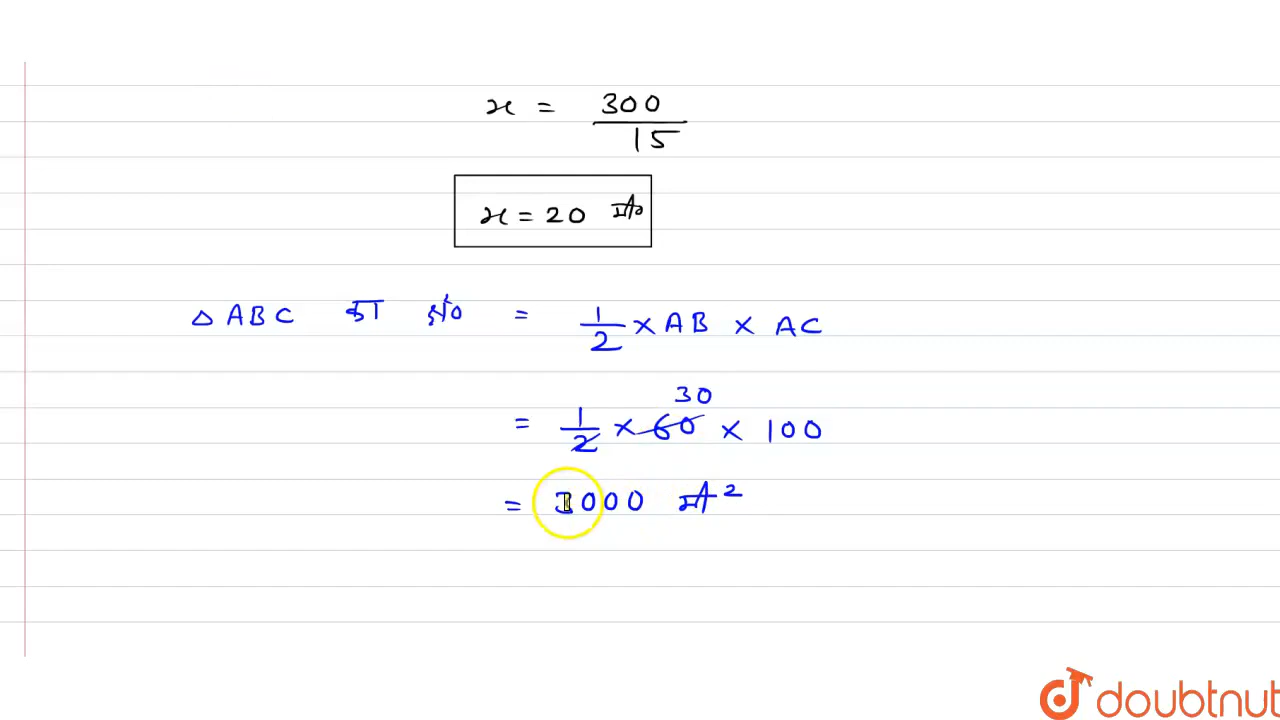 x = 300/15
x = 20 मी०
△ ABC का क्षे० = 1/2 × AB × AC
= 1/2 × 60 30 × 100
= 3000 मी²
doubtnut